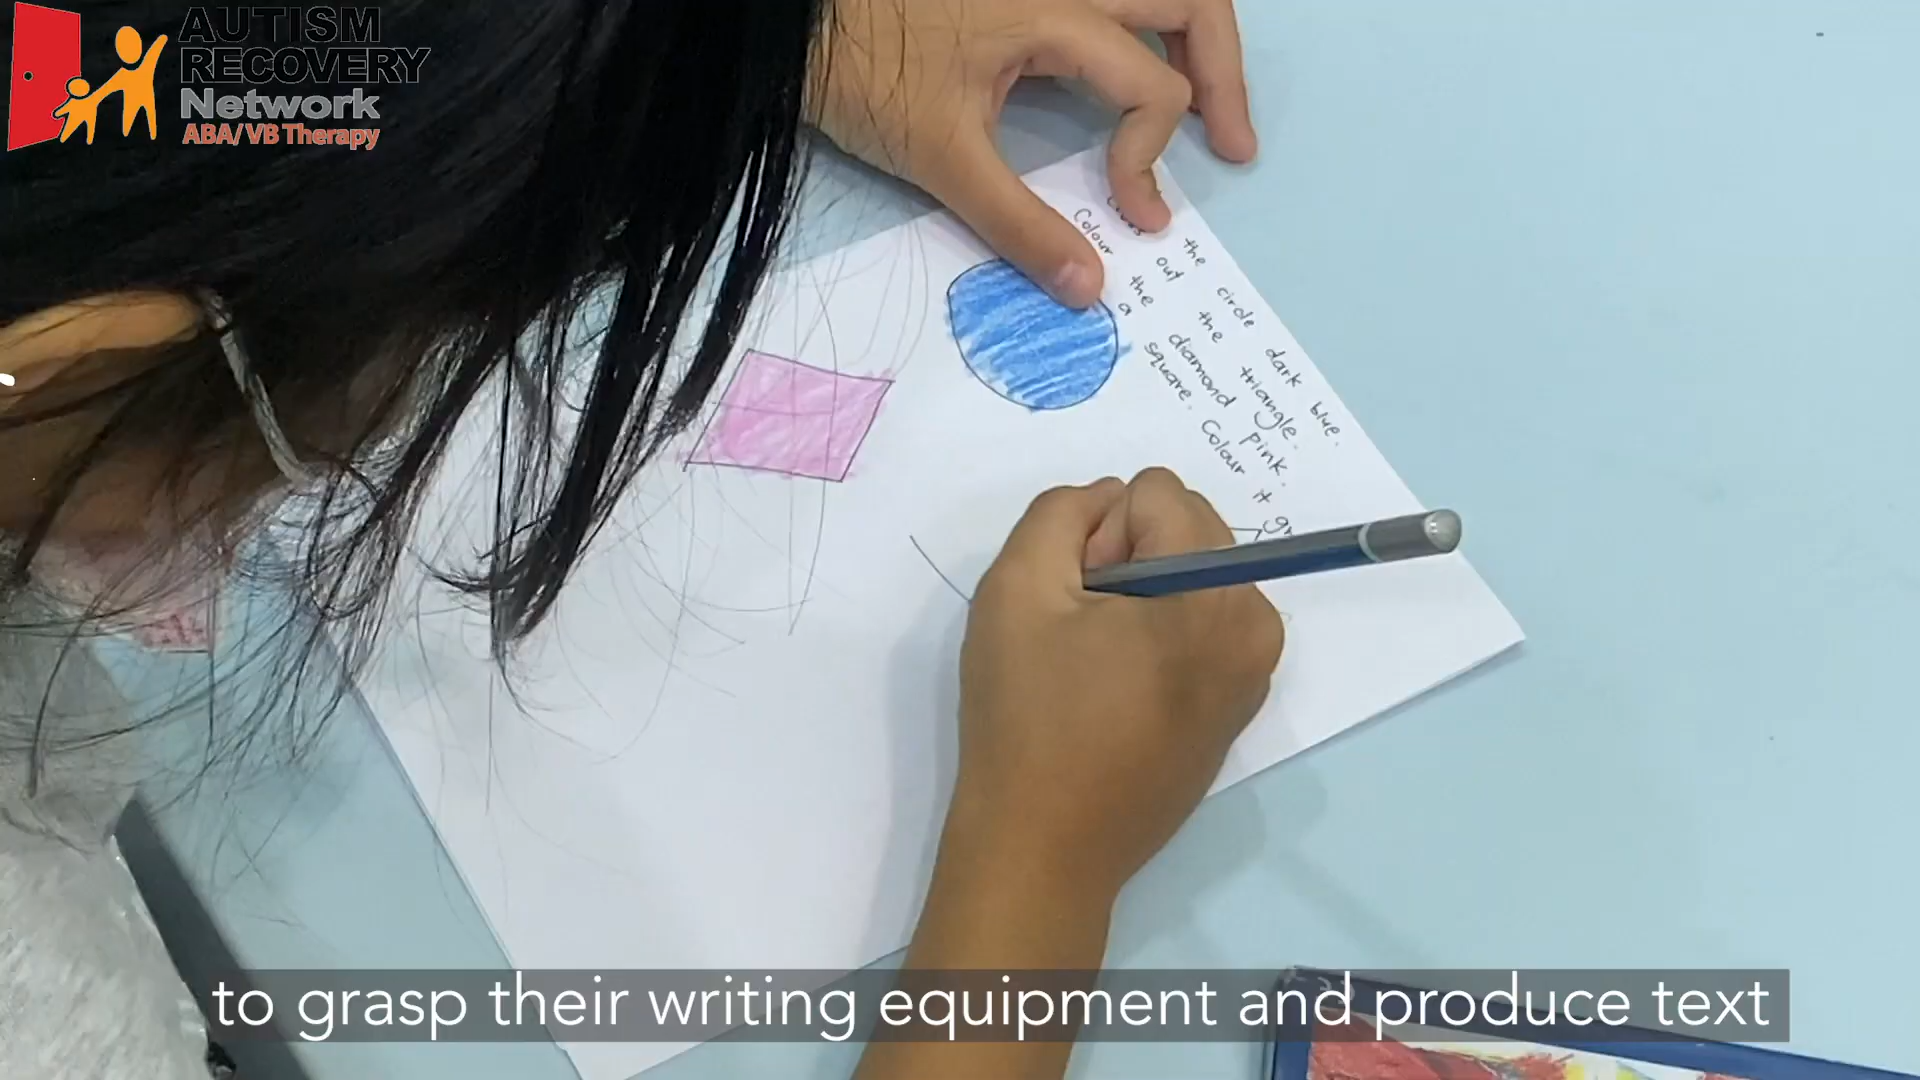 AUTISM
RECOVERY
Network
ABA/VB Therapy
the circle dark blue.
Cross out the triangle.
Colour the diamond pink.
a square. Colour it
to grasp their writing equipment and produce text